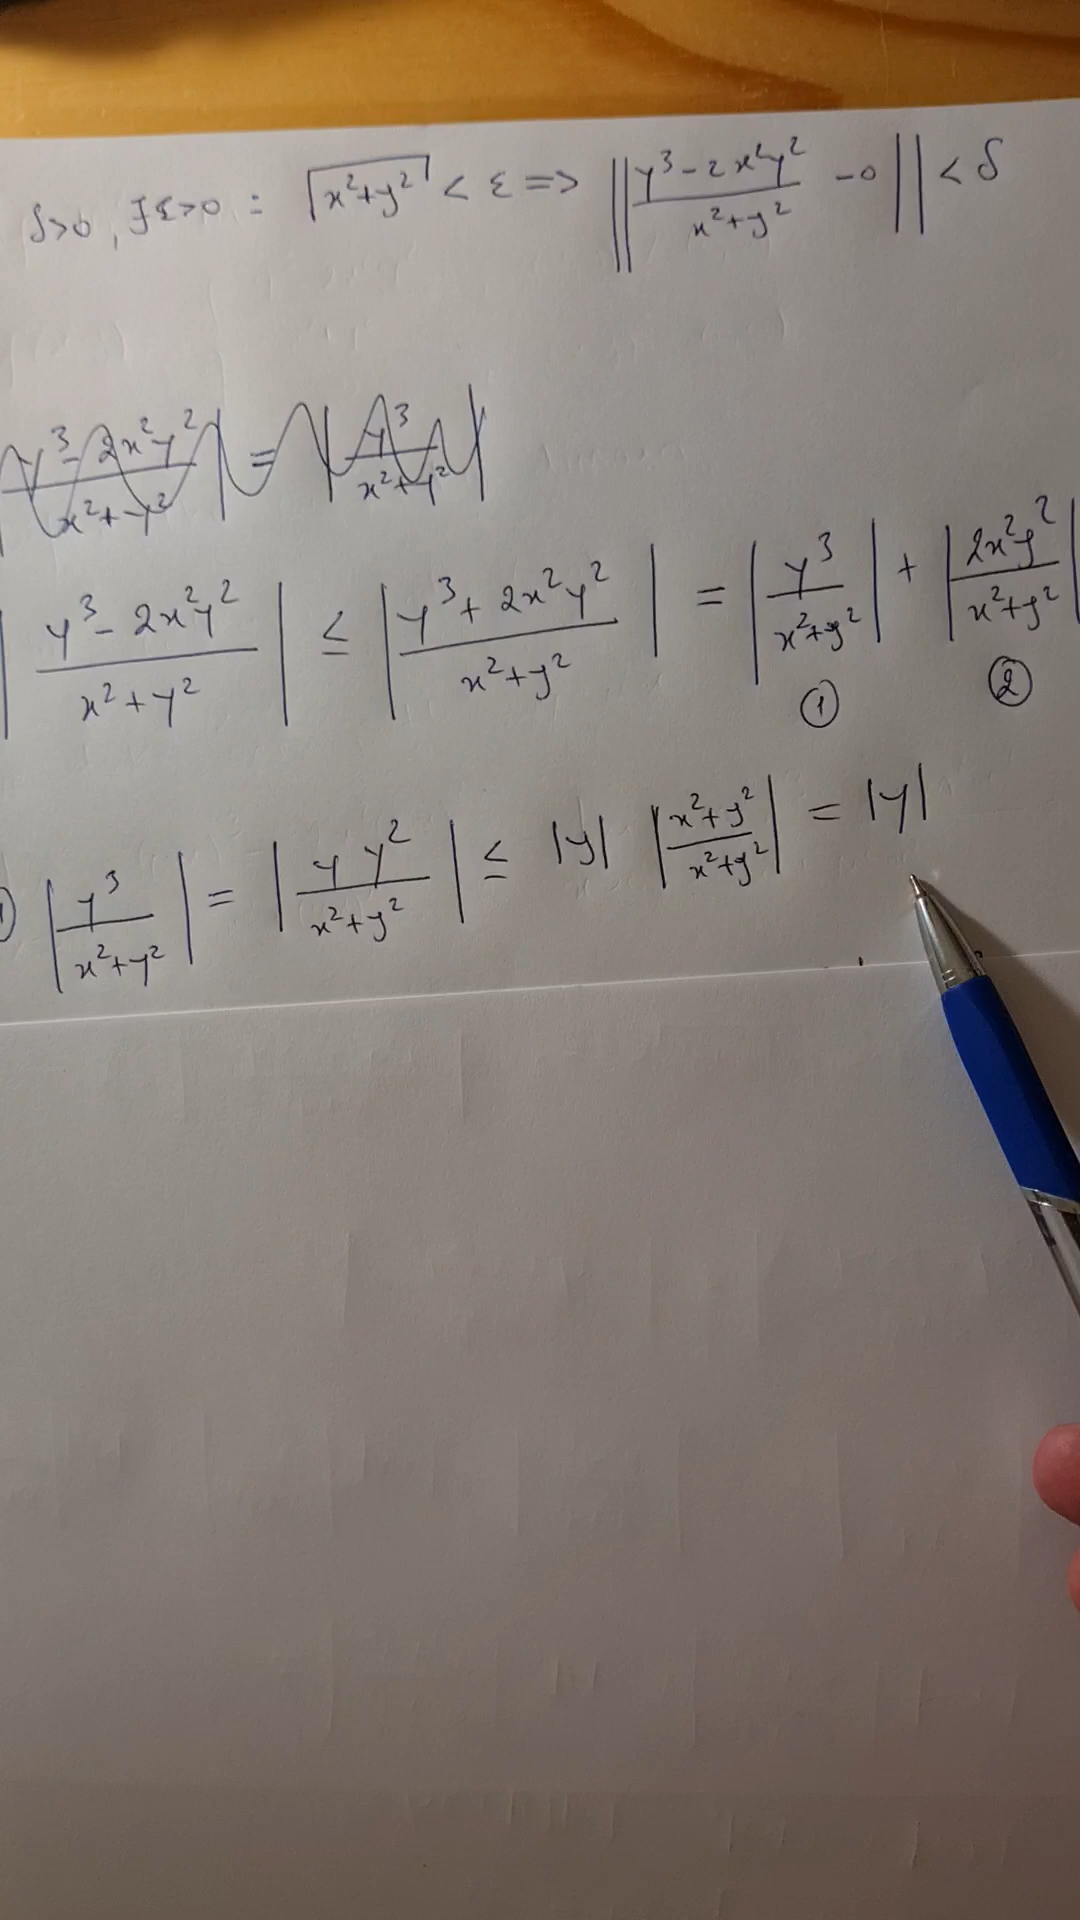 δ>0, ∃ε>0 : √(x²+y²) < ε => ||(y³-2x²y²)/(x²+y²) -0|| < δ
|(y³-2x²y²)/(x²+y²)| = |y³/(x²+y²)|
|(y³-2x²y²)/(x²+y²)| ≤ |(y³+2x²y²)/(x²+y²)| = |y³/(x²+y²)| + |2x²y²/(x²+y²)|
① ②
① |y³/(x²+y²)| = |y y²/(x²+y²)| ≤ |y| |(x²+y²)/(x²+y²)| = |y|